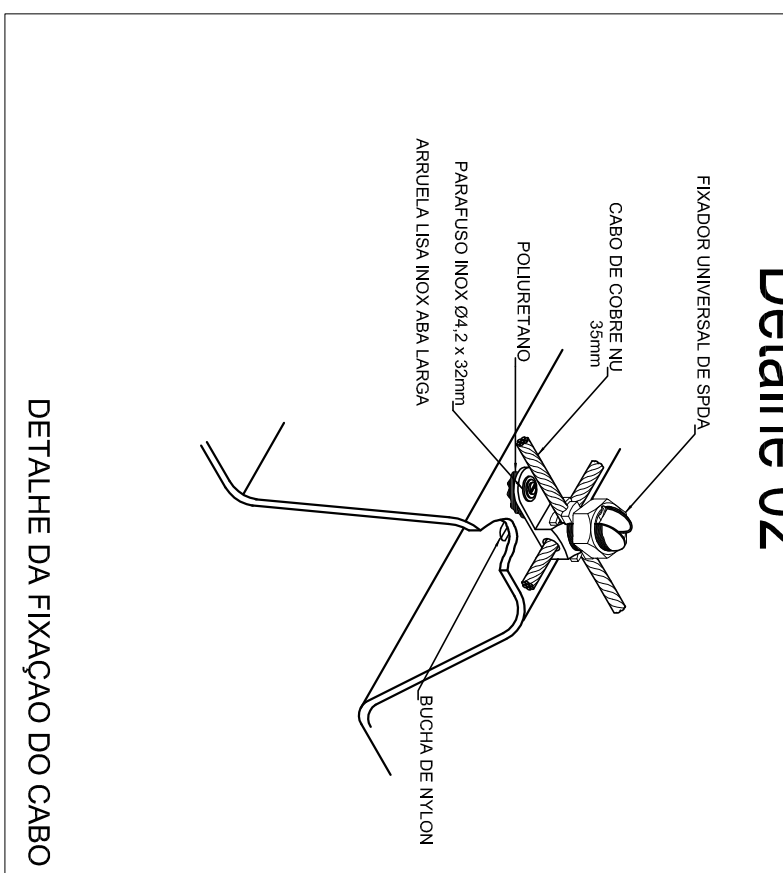 Detalhe 02
FIXADOR UNIVERSAL DE SPDA
CABO DE COBRE NU
35mm
POLIURETANO
PARAFUSO INOX Ø4,2 x 32mm
ARRUELA LISA INOX ABA LARGA
BUCHA DE NYLON
DETALHE DA FIXAÇAO DO CABO